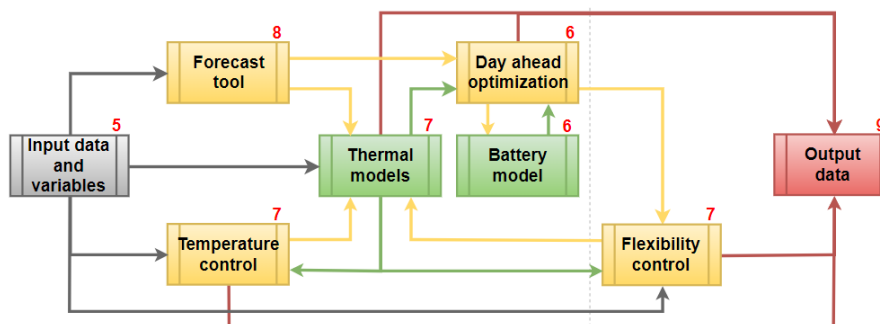 8
Forecast
tool
6
Day ahead
optimization
5
Input data
and
variables
7
Thermal
models
6
Battery
model
9
Output
data
7
Temperature
control
7
Flexibility
control